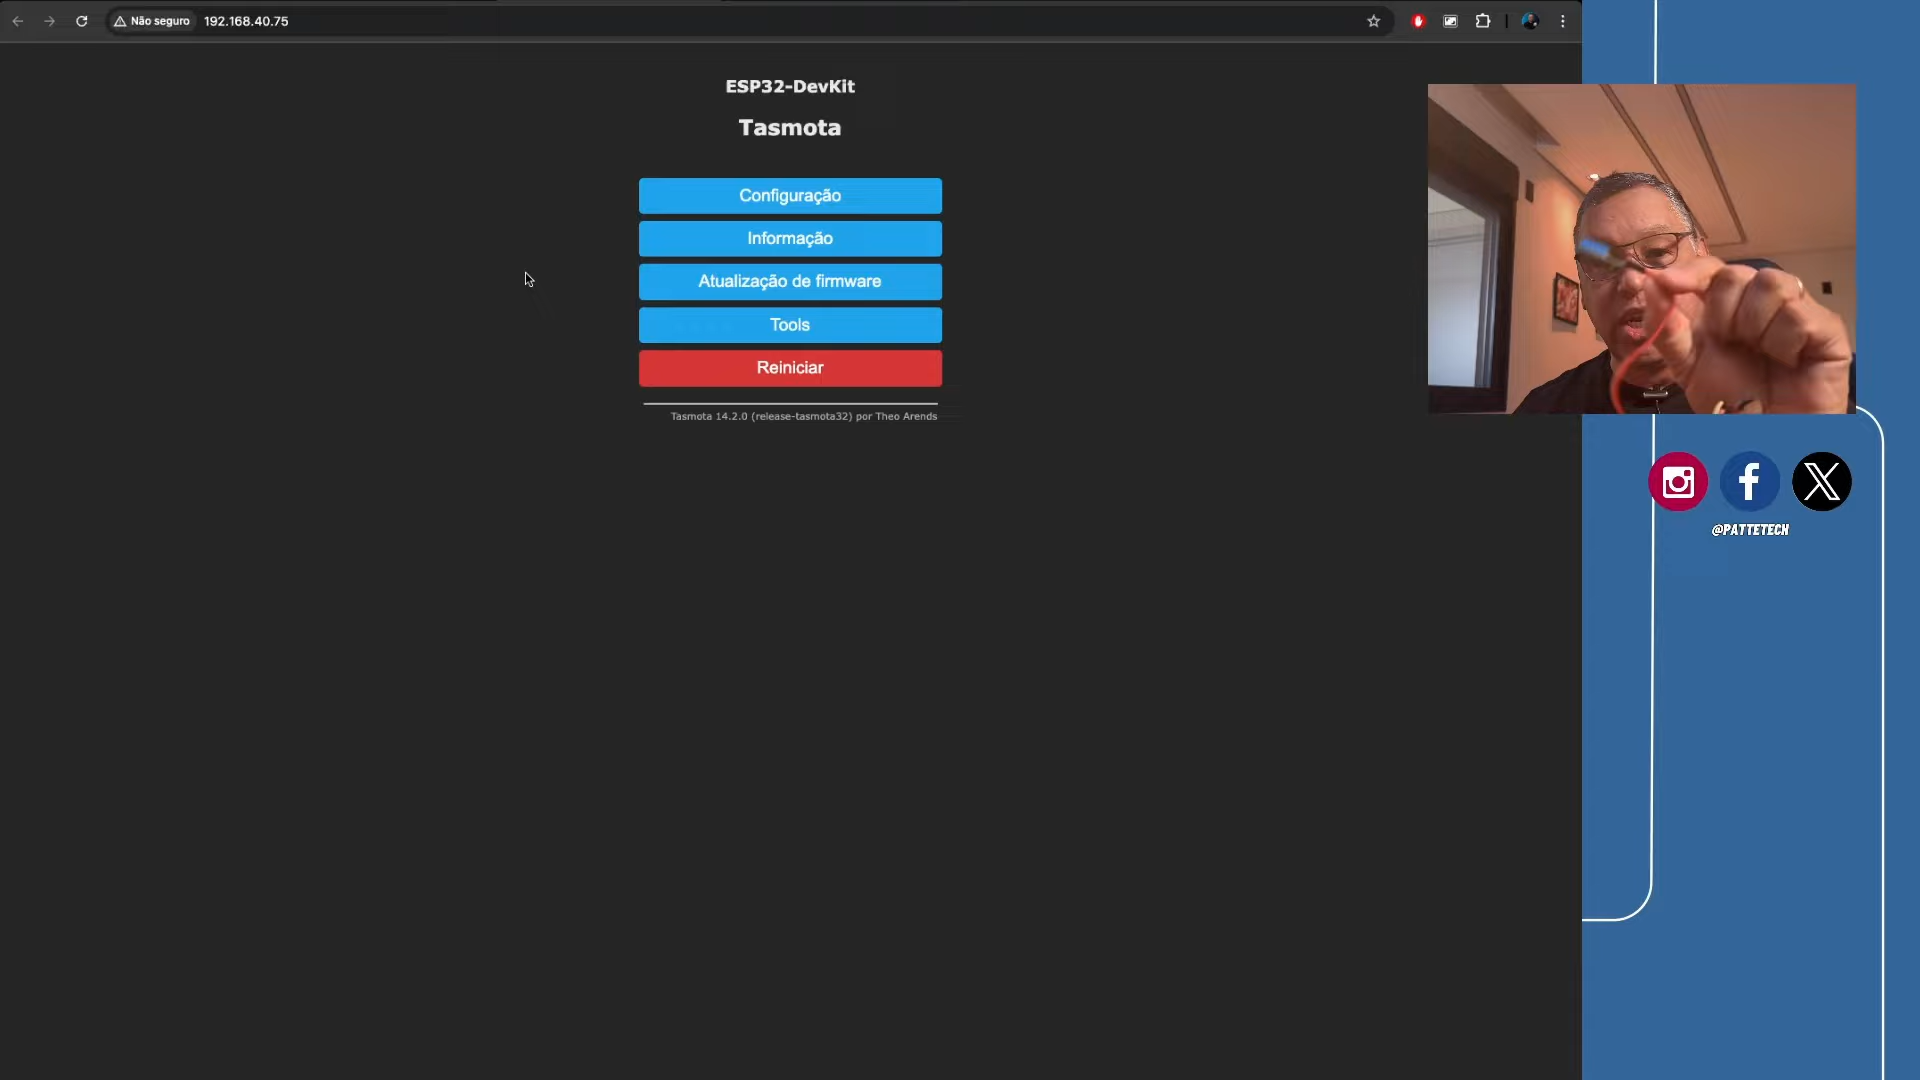 Não seguro
192.168.40.75
ESP32-DevKit
Tasmota
Configuração
Informação
Atualização de firmware
Tools
Reiniciar
Tasmota 14.2.0 (release-tasmota32) por Theo Arends
@PATTETECH